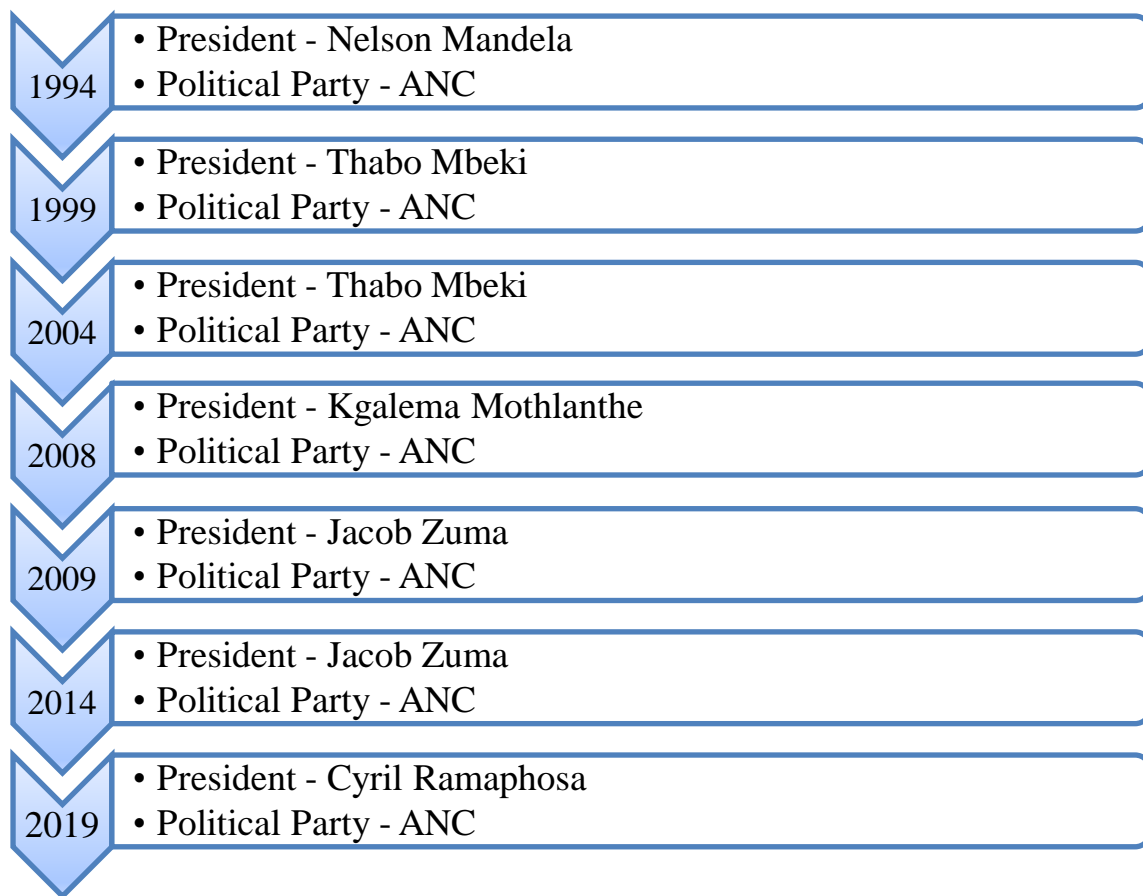 1994
• President - Nelson Mandela
• Political Party - ANC
1999
• President - Thabo Mbeki
• Political Party - ANC
2004
• President - Thabo Mbeki
• Political Party - ANC
2008
• President - Kgalema Mothlanthe
• Political Party - ANC
2009
• President - Jacob Zuma
• Political Party - ANC
2014
• President - Jacob Zuma
• Political Party - ANC
2019
• President - Cyril Ramaphosa
• Political Party - ANC